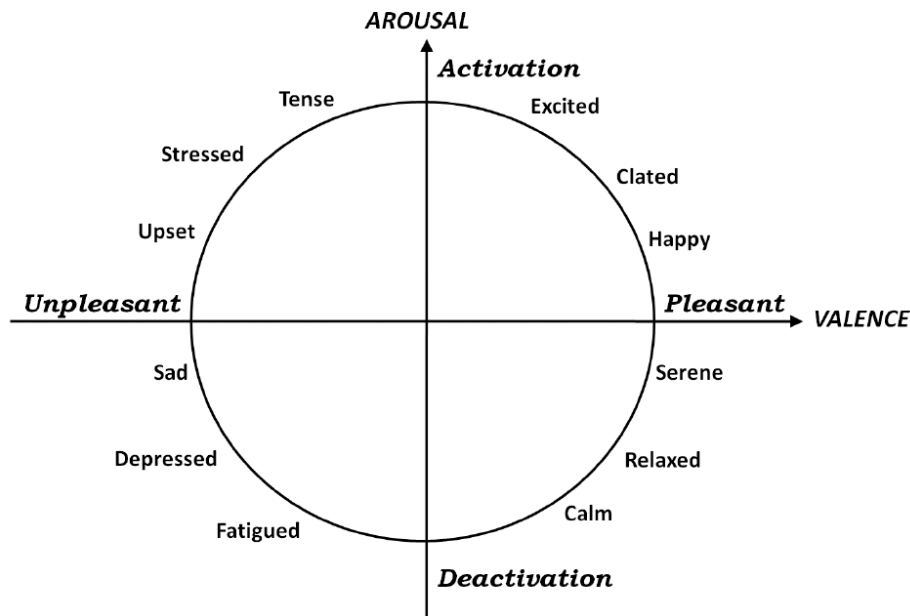 AROUSAL
Activation
Tense
Excited
Stressed
Clated
Upset
Happy
Unpleasant
Pleasant
VALENCE
Sad
Serene
Depressed
Relaxed
Fatigued
Calm
Deactivation